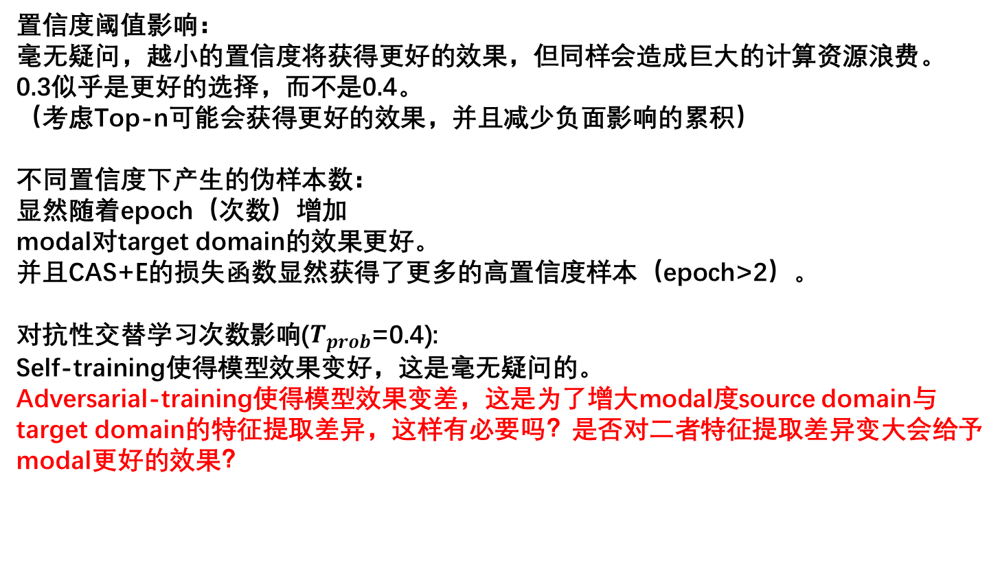 置信度阈值影响：
毫无疑问，越小的置信度将获得更好的效果，但同样会造成巨大的计算资源浪费。
0.3似乎是更好的选择，而不是0.4。
（考虑Top-n可能会获得更好的效果，并且减少负面影响的累积）
不同置信度下产生的伪样本数：
显然随着epoch（次数）增加
modal对target domain的效果更好。
并且CAS+E的损失函数显然获得了更多的高置信度样本（epoch>2）。
对抗性交替学习次数影响(T_prob=0.4):
Self-training使得模型效果变好，这是毫无疑问的。
Adversarial-training使得模型效果变差，这是为了增大modal度source domain与
target domain的特征提取差异，这样有必要吗？是否对二者特征提取差异变大会给予
modal更好的效果？